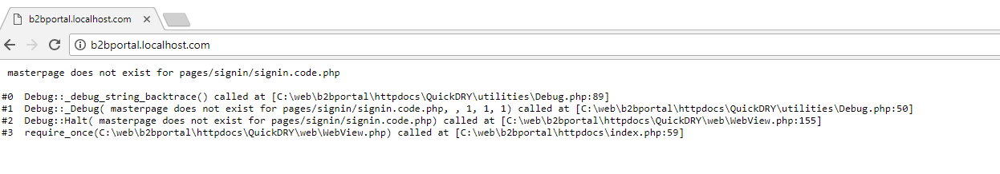 b2bportal.localhost.com
b2bportal.localhost.com
masterpage does not exist for pages/signin/signin.code.php
#0 Debug::_debug_string_backtrace() called at [C:\web\b2bportal\httpdocs\QuickDRY\utilities\Debug.php:89]
#1 Debug::_Debug( masterpage does not exist for pages/signin/signin.code.php, , 1, 1, 1) called at [C:\web\b2bportal\httpdocs\QuickDRY\utilities\Debug.php:50]
#2 Debug::Halt( masterpage does not exist for pages/signin/signin.code.php) called at [C:\web\b2bportal\httpdocs\QuickDRY\web\WebView.php:155]
#3 require_once(C:\web\b2bportal\httpdocs\QuickDRY\web\WebView.php) called at [C:\web\b2bportal\httpdocs\index.php:59]